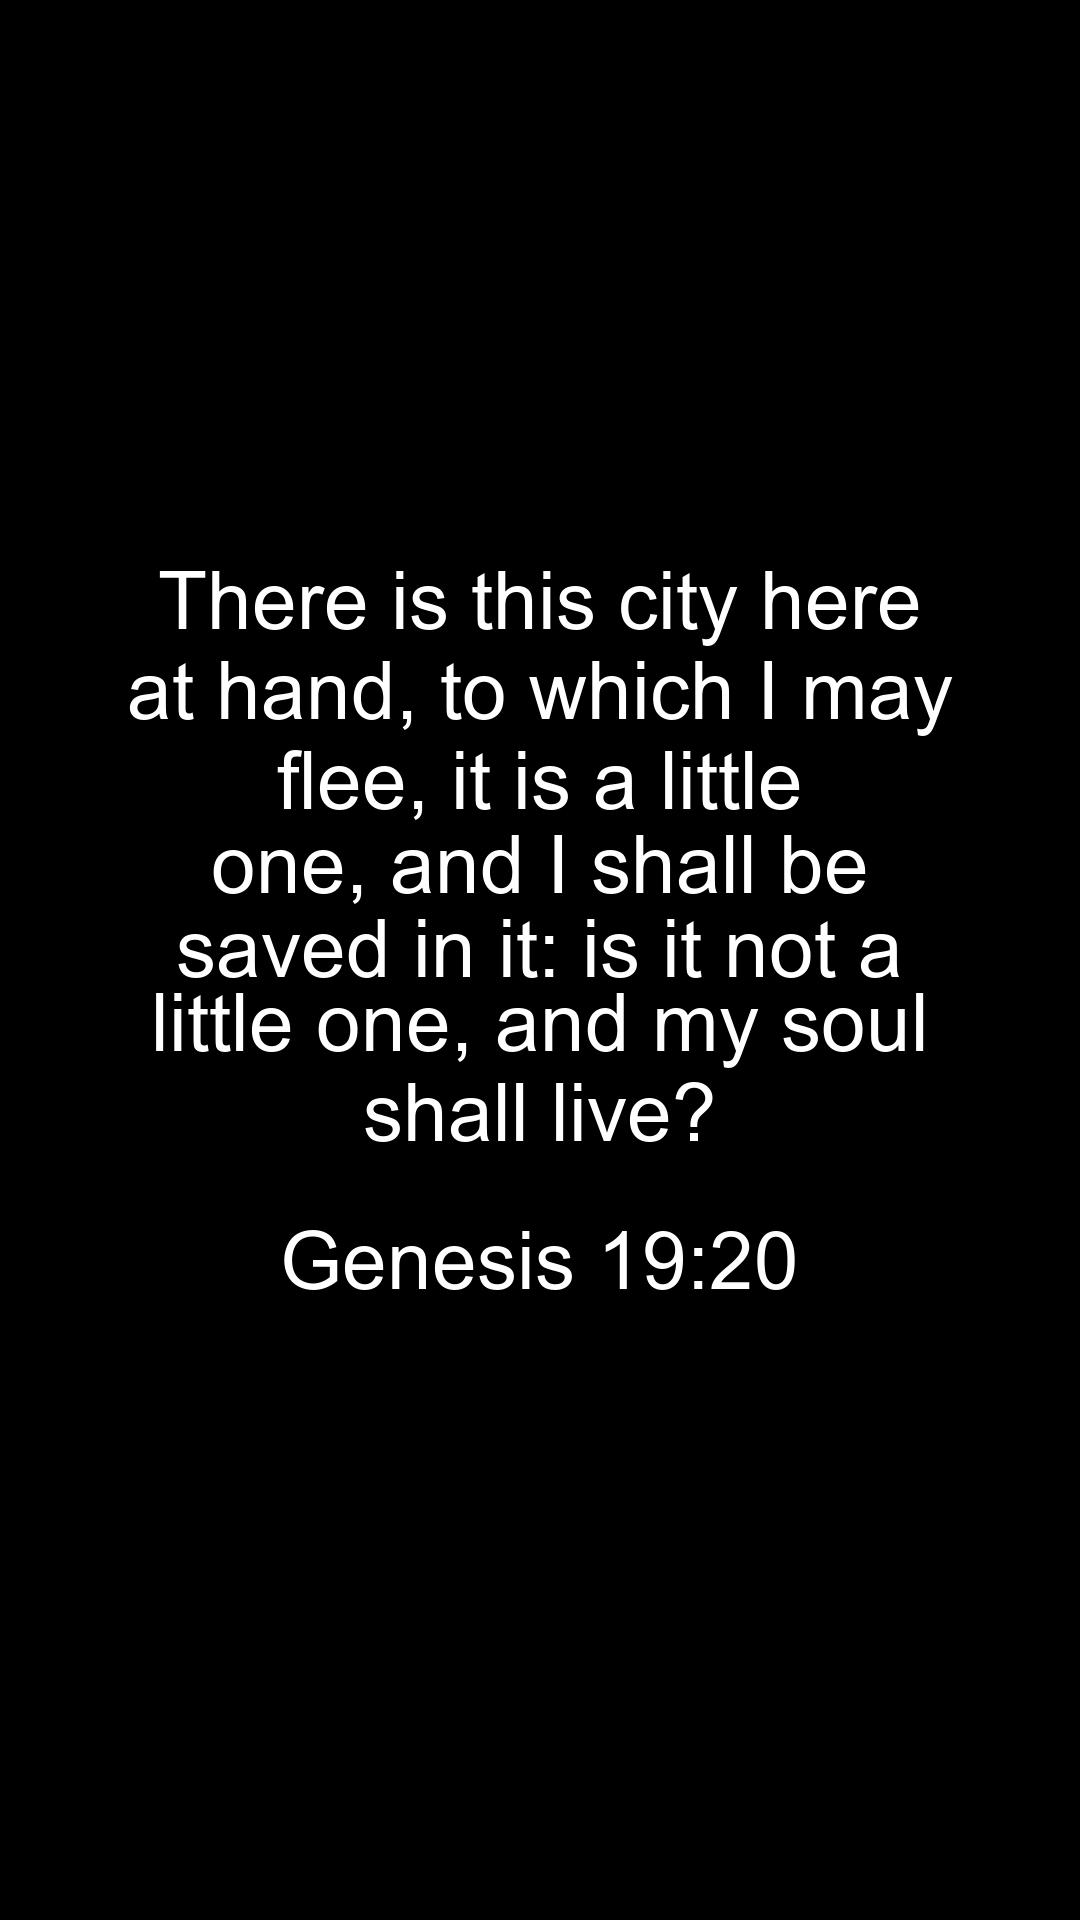 There is this city here
at hand, to which I may
flee, it is a little
one, and I shall be
saved in it: is it not a
little one, and my soul
shall live?
Genesis 19:20